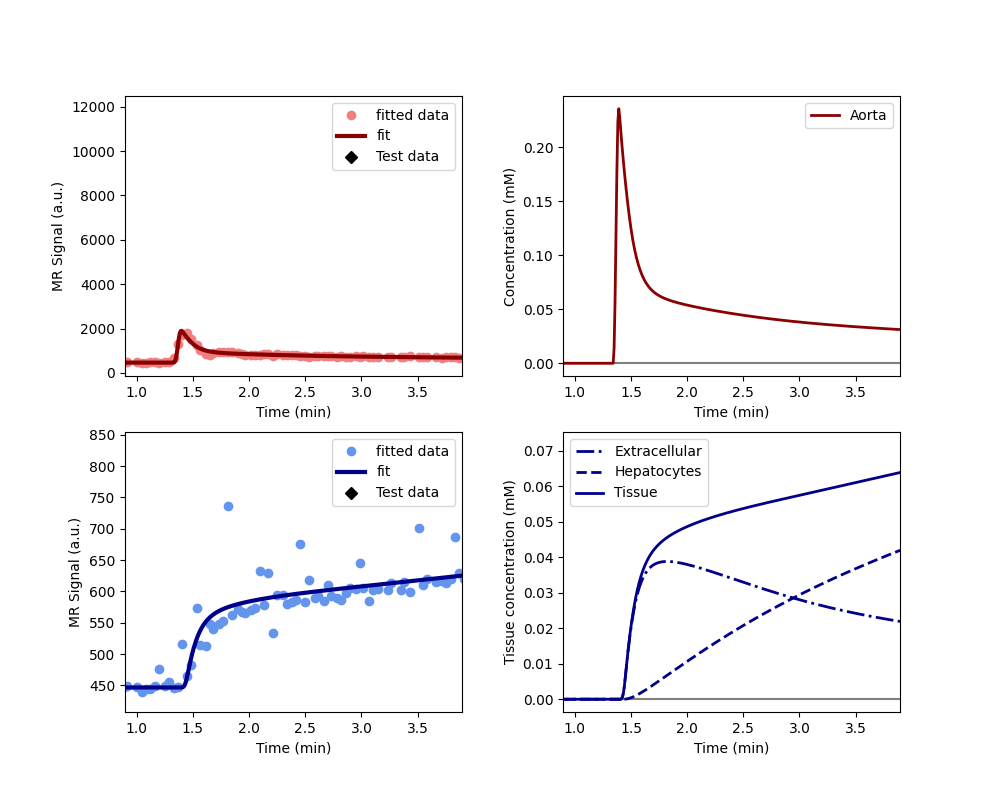 12000
10000
8000
6000
4000
2000
0
MR Signal (a.u.)
fitted data
fit
Test data
1.0 1.5 2.0 2.5 3.0 3.5
Time (min)
0.20
0.15
0.10
0.05
0.00
Concentration (mM)
Aorta
1.0 1.5 2.0 2.5 3.0 3.5
Time (min)
850
800
750
700
650
600
550
500
450
MR Signal (a.u.)
fitted data
fit
Test data
1.0 1.5 2.0 2.5 3.0 3.5
Time (min)
0.07
0.06
0.05
0.04
0.03
0.02
0.01
0.00
Tissue concentration (mM)
Extracellular
Hepatocytes
Tissue
1.0 1.5 2.0 2.5 3.0 3.5
Time (min)